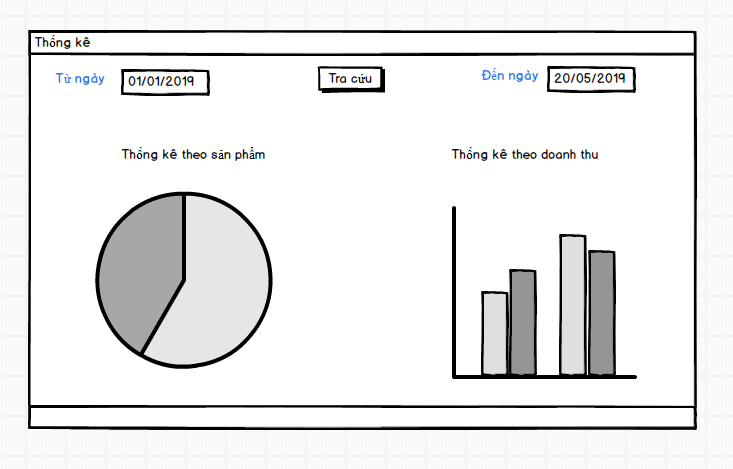 Thống kê
Từ ngày 01/01/2019 Tra cứu Đến ngày 20/05/2019
Thống kê theo sản phẩm Thống kê theo doanh thu